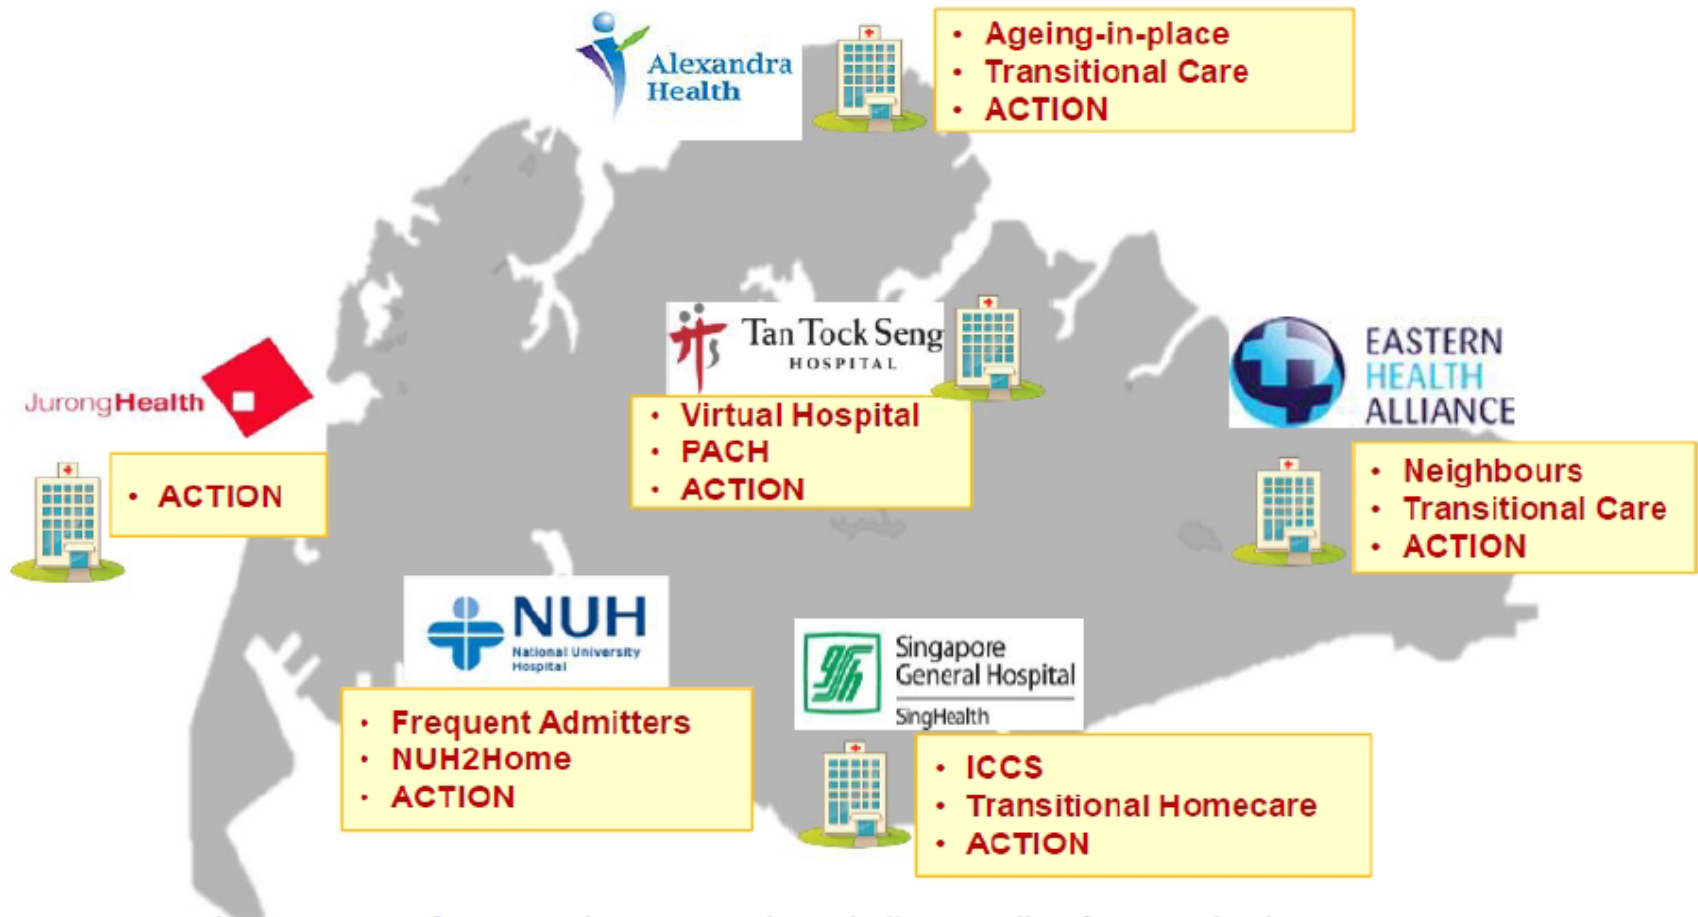 Alexandra
Health
• Ageing-in-place
• Transitional Care
• ACTION
Tan Tock Seng
HOSPITAL
• Virtual Hospital
• PACH
• ACTION
JurongHealth
• ACTION
EASTERN
HEALTH
ALLIANCE
• Neighbours
• Transitional Care
• ACTION
NUH
National University
Hospital
• Frequent Admitters
• NUH2Home
• ACTION
Singapore
General Hospital
SingHealth
• ICCS
• Transitional Homecare
• ACTION